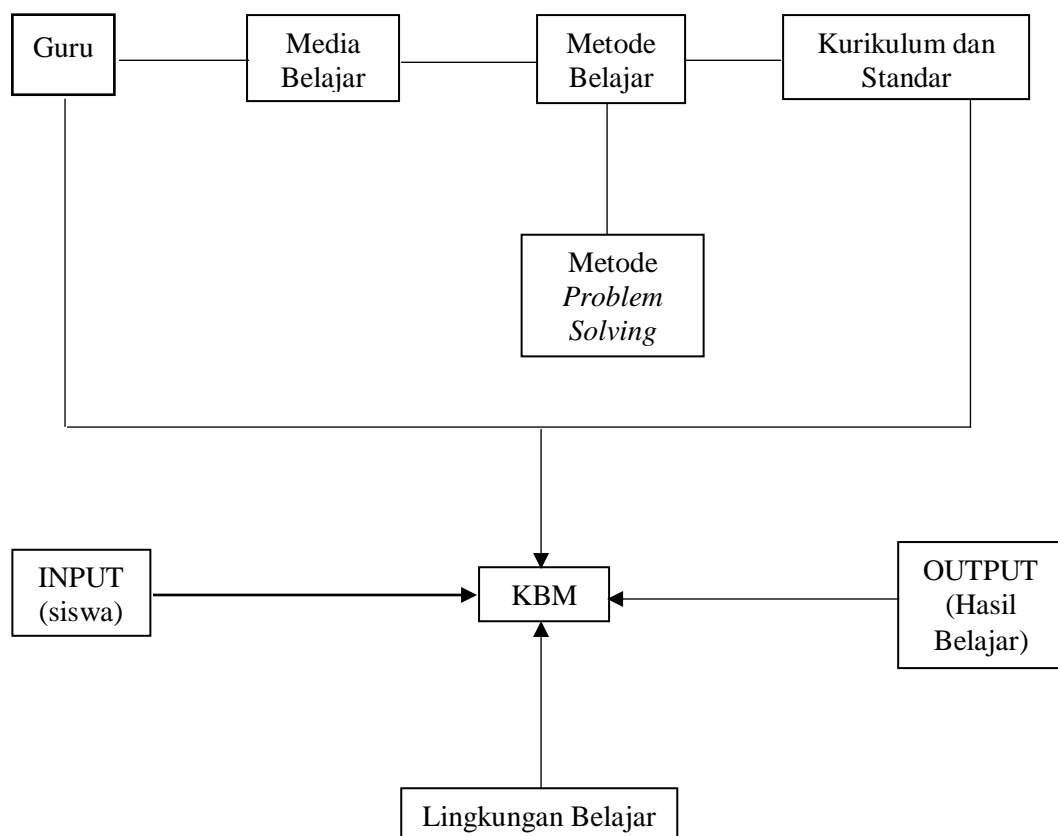 Guru
Media
Belajar
Metode
Belajar
Kurikulum dan
Standar
Metode
Problem
Solving
INPUT
(siswa)
KBM
OUTPUT
(Hasil
Belajar)
Lingkungan Belajar